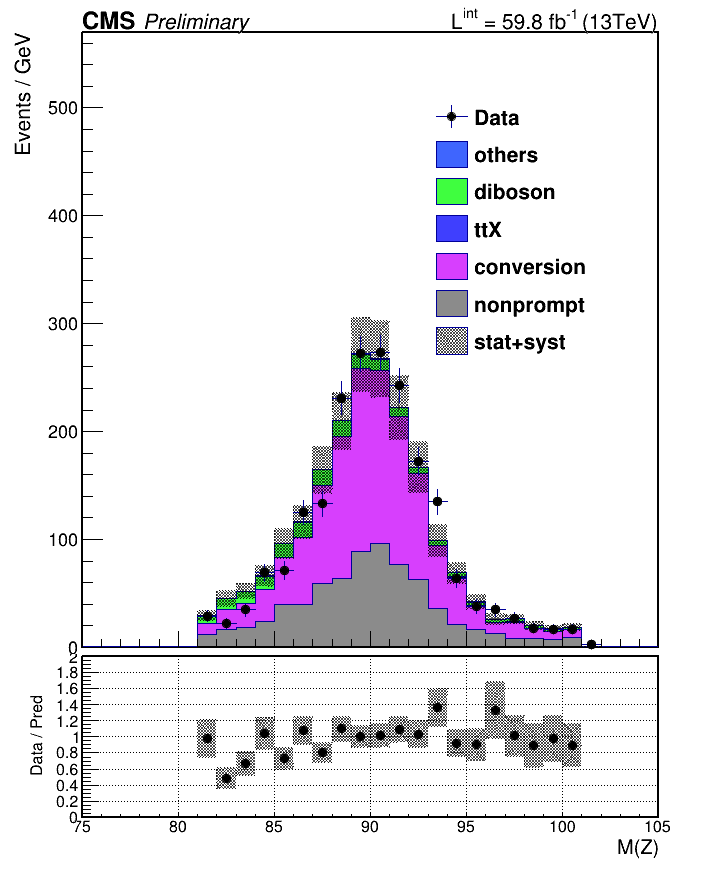 CMS Preliminary L^int = 59.8 fb^-1 (13TeV)
Events / GeV
500
400
300
200
100
0
Data
others
diboson
ttX
conversion
nonprompt
stat+syst
Data / Pred
2
1.8
1.6
1.4
1.2
1
0.8
0.6
0.4
0.2
0
75 80 85 90 95 100 105
M(Z)